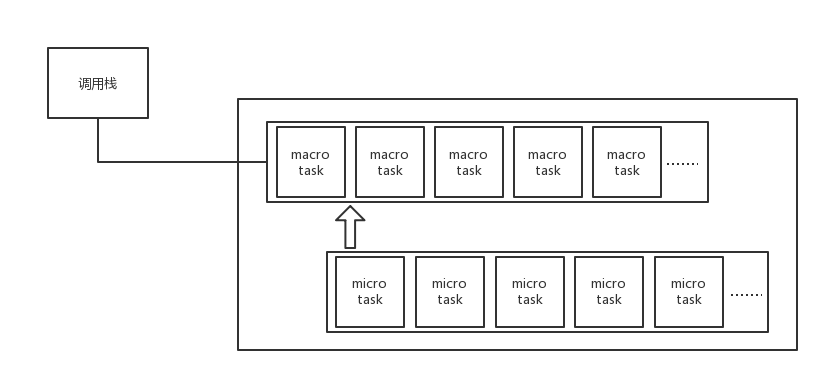 调用栈
macro
task
macro
task
macro
task
macro
task
macro
task
........
micro
task
micro
task
micro
task
micro
task
micro
task
........